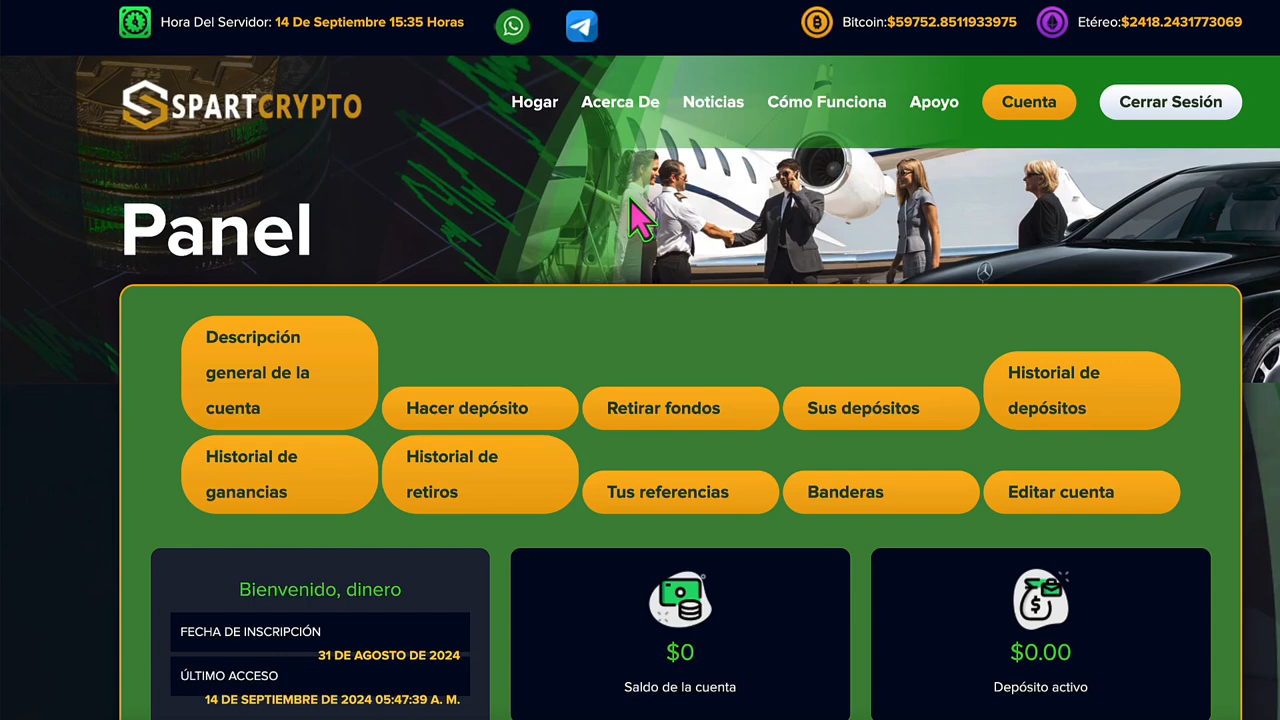 Hora Del Servidor: 14 De Septiembre 15:35 Horas
Bitcoin:$59752.8511933975
Etéreo:$2418.2431773069
SPARTCRYPTO
Hogar
Acerca De
Noticias
Cómo Funciona
Apoyo
Cuenta
Cerrar Sesión
Panel
Descripción
general de la
cuenta
Hacer depósito
Retirar fondos
Sus depósitos
Historial de
depósitos
Historial de
ganancias
Historial de
retiros
Tus referencias
Banderas
Editar cuenta
Bienvenido, dinero
FECHA DE INSCRIPCIÓN
31 DE AGOSTO DE 2024
ÚLTIMO ACCESO
14 DE SEPTIEMBRE DE 2024 05:47:39 A. M.
$0
Saldo de la cuenta
$0.00
Depósito activo